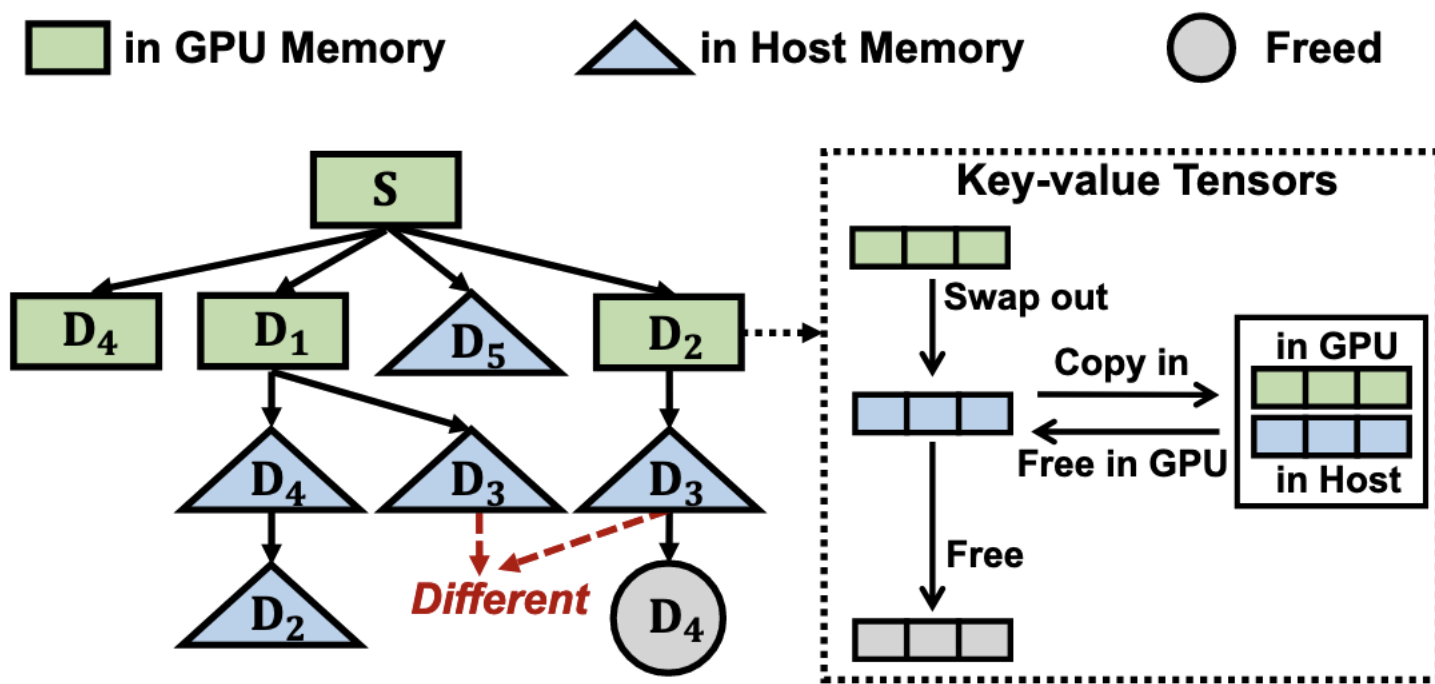 in GPU Memory
in Host Memory
Freed
S
D₄
D₁
D₅
D₂
D₄
D₃
D₃
Different
D₂
D₄
Key-value Tensors
Swap out
Copy in
in GPU
Free in GPU
in Host
Free